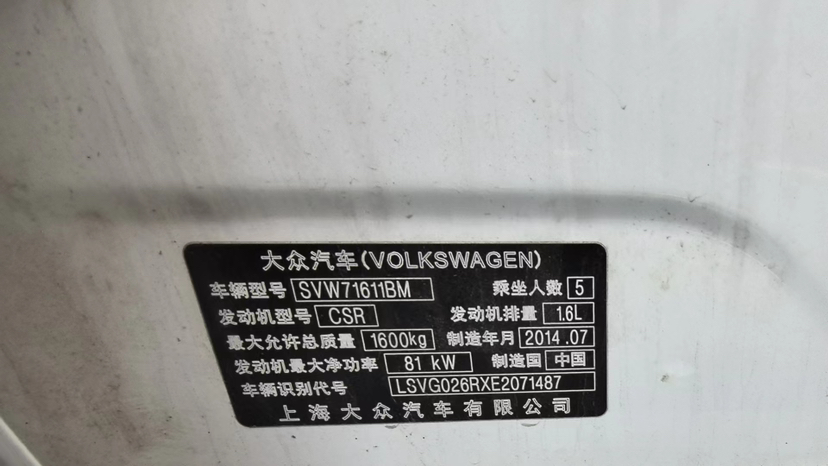 大众汽车(VOLKSWAGEN)
车辆型号 SVW71611BM 乘坐人数 5
发动机型号 CSR 发动机排量 1.6L
最大允许总质量 1600kg 制造年月 2014.07
发动机最大净功率 81 kW 制造国 中国
车辆识别代号 LSVG026RXE2071487
上海大众汽车有限公司